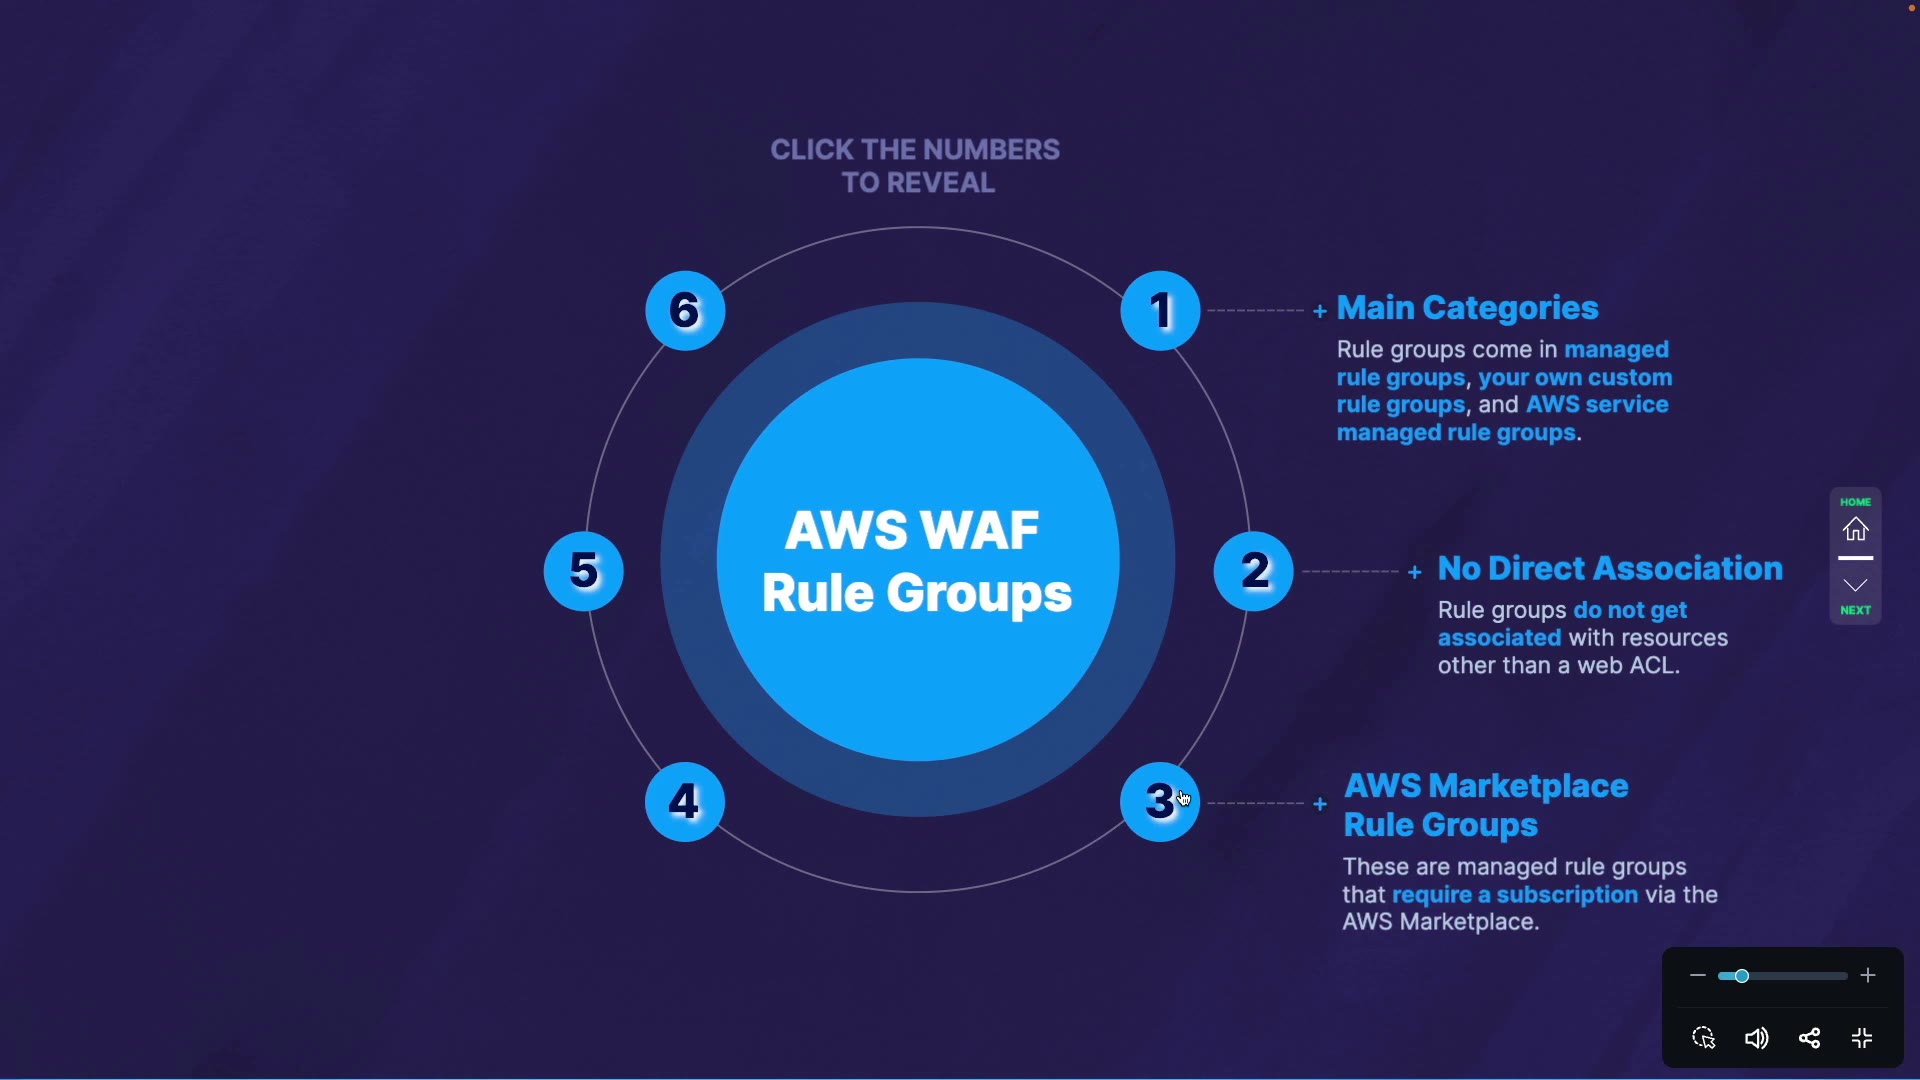 CLICK THE NUMBERS
TO REVEAL
6
1
5
2
4
3
AWS WAF
Rule Groups
+ Main Categories
Rule groups come in managed
rule groups, your own custom
rule groups, and AWS service
managed rule groups.
+ No Direct Association
Rule groups do not get
associated with resources
other than a web ACL.
+ AWS Marketplace
Rule Groups
These are managed rule groups
that require a subscription via the
AWS Marketplace.
HOME
NEXT